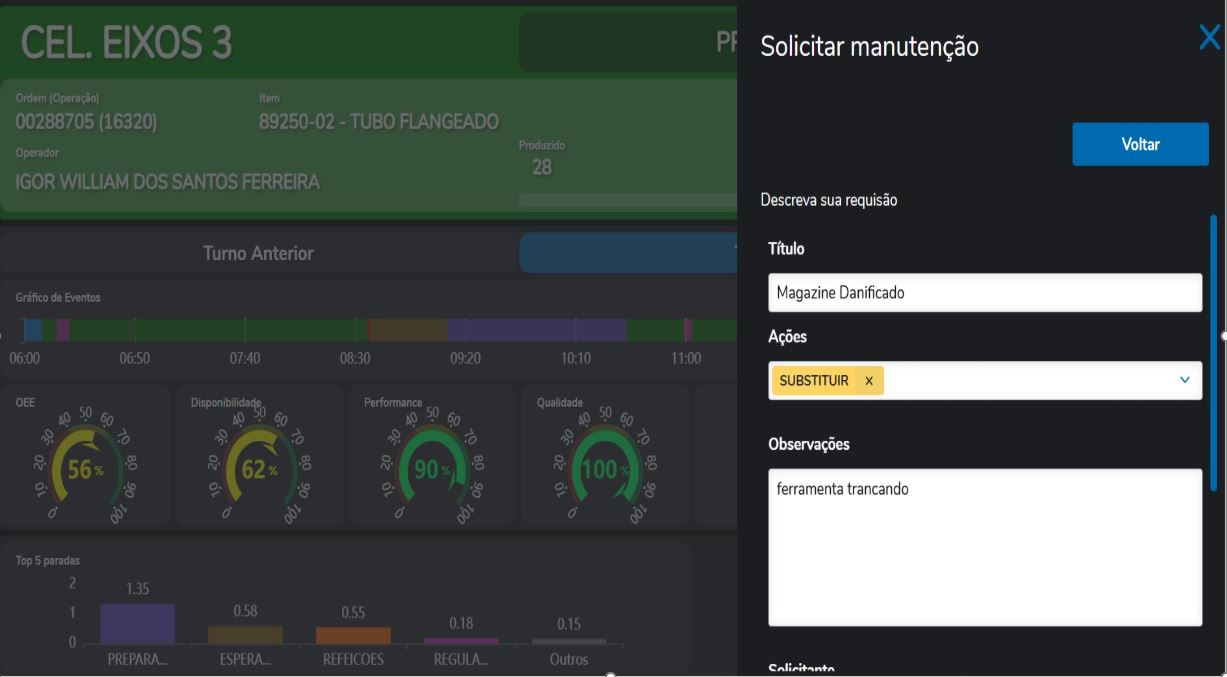 CEL. EIXOS 3
Ordem (Operação)
Item
00288705 (16320)
89250-02 - TUBO FLANGEADO
Operador
Produzido
IGOR WILLIAM DOS SANTOS FERREIRA
28
Turno Anterior
Gráfico de Eventos
06:00 06:50 07:40 08:30 09:20 10:10 11:00
OEE
0 10 20 30 40 50 60 70 80 90 100
56 %
Disponibilidade
0 10 20 30 40 50 60 70 80 90 100
62 %
Performance
0 10 20 30 40 50 60 70 80 90 100
90 %
Qualidade
0 10 20 30 40 50 60 70 80 90 100
100 %
Top 5 paradas
2
1
0
1.35 0.58 0.55 0.18 0.15
PREPARA... ESPERA... REFEICOES REGULA... Outros
Solicitar manutenção
X
Voltar
Descreva sua requisão
Título
Magazine Danificado
Ações
SUBSTITUIR x
Observações
ferramenta trancando
Solicitante